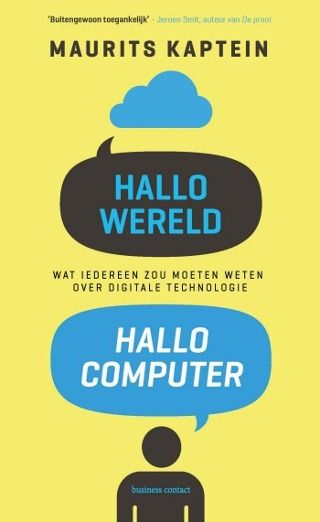 'Buitengewoon toegankelijk' - Jeroen Smit, auteur van De prooi
MAURITS KAPTEIN
HALLO
WERELD
WAT IEDEREEN ZOU MOETEN WETEN
OVER DIGITALE TECHNOLOGIE
HALLO
COMPUTER
business contact